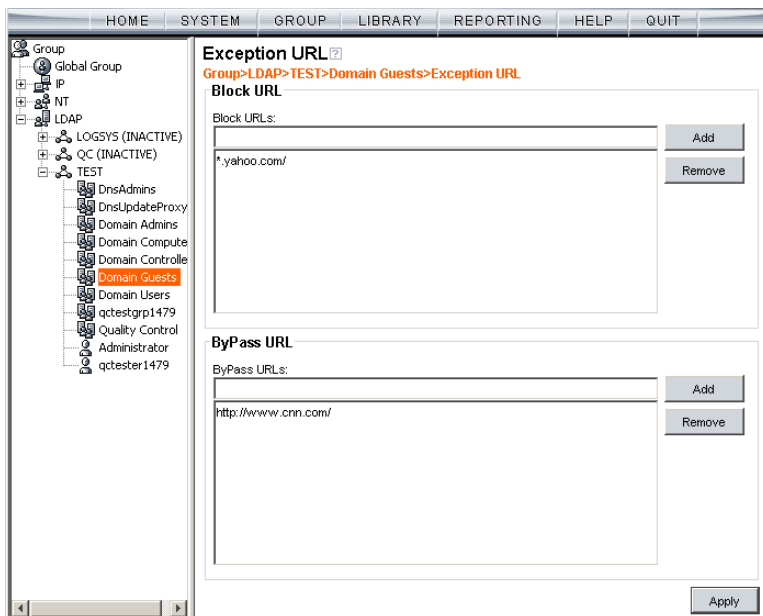 HOME SYSTEM GROUP LIBRARY REPORTING HELP QUIT
Group
Global Group
IP
NT
LDAP
LOGSYS (INACTIVE)
QC (INACTIVE)
TEST
DnsAdmins
DnsUpdateProxy
Domain Admins
Domain Compute
Domain Controlle
Domain Guests
Domain Users
qctestgrp1479
Quality Control
Administrator
qctester1479
Exception URL ?
Group>LDAP>TEST>Domain Guests>Exception URL
Block URL
Block URLs:
Add
*.yahoo.com/
Remove
ByPass URL
ByPass URLs:
Add
http://www.cnn.com/
Remove
Apply